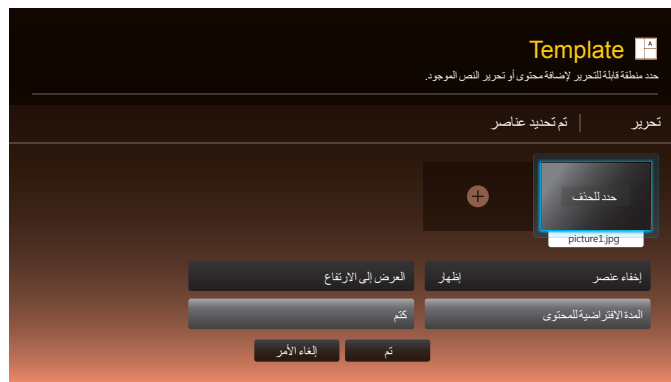 Template
حدد منطقة قابلة للتحرير لإضافة محتوى أو تحرير النص الموجود.
تحرير | تم تحديد عناصر
حدد للحذف
picture1.jpg
إخفاء عنصر إظهار العرض إلى الارتفاع
المدة الافتراضية للمحتوى كتم
تم إلغاء الأمر